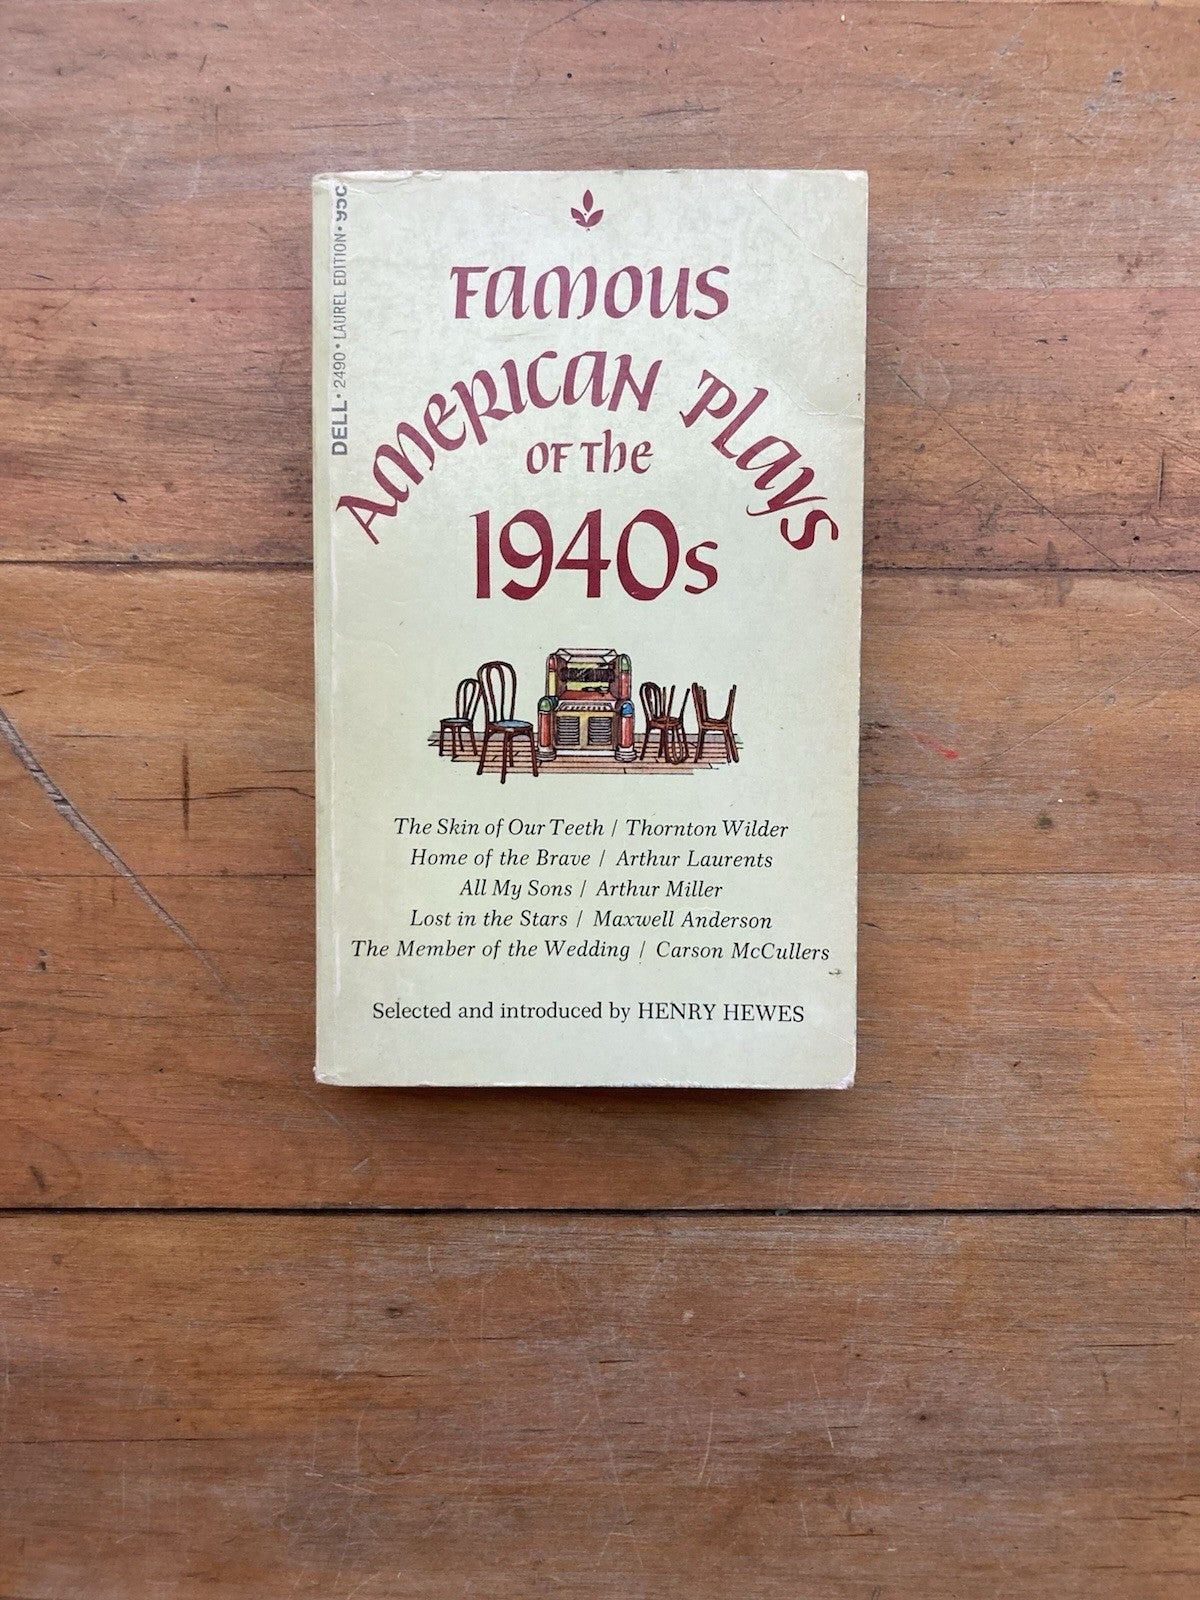 DELL • 2490 • LAUREL EDITION • 95c
Famous
American Plays
of the
1940s
The Skin of Our Teeth / Thornton Wilder
Home of the Brave / Arthur Laurents
All My Sons / Arthur Miller
Lost in the Stars / Maxwell Anderson
The Member of the Wedding / Carson McCullers
Selected and introduced by HENRY HEWES